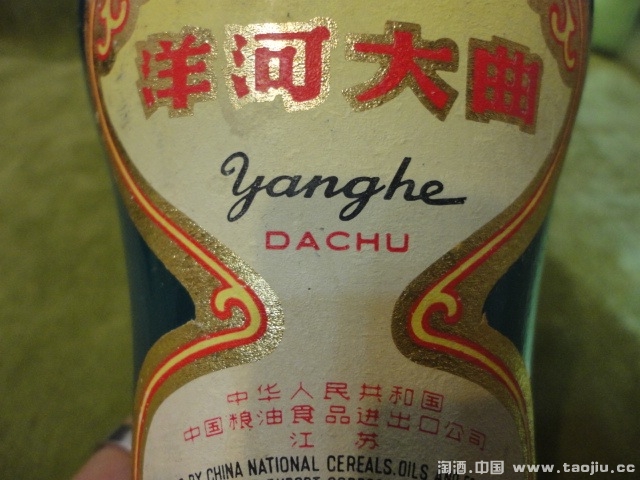 洋河大曲
Yanghe
DACHU
中华人民共和国
中国粮油食品进出口公司
江苏
BY CHINA NATIONAL CEREALS, OILS
淘酒.中国 www.taojiu.cc